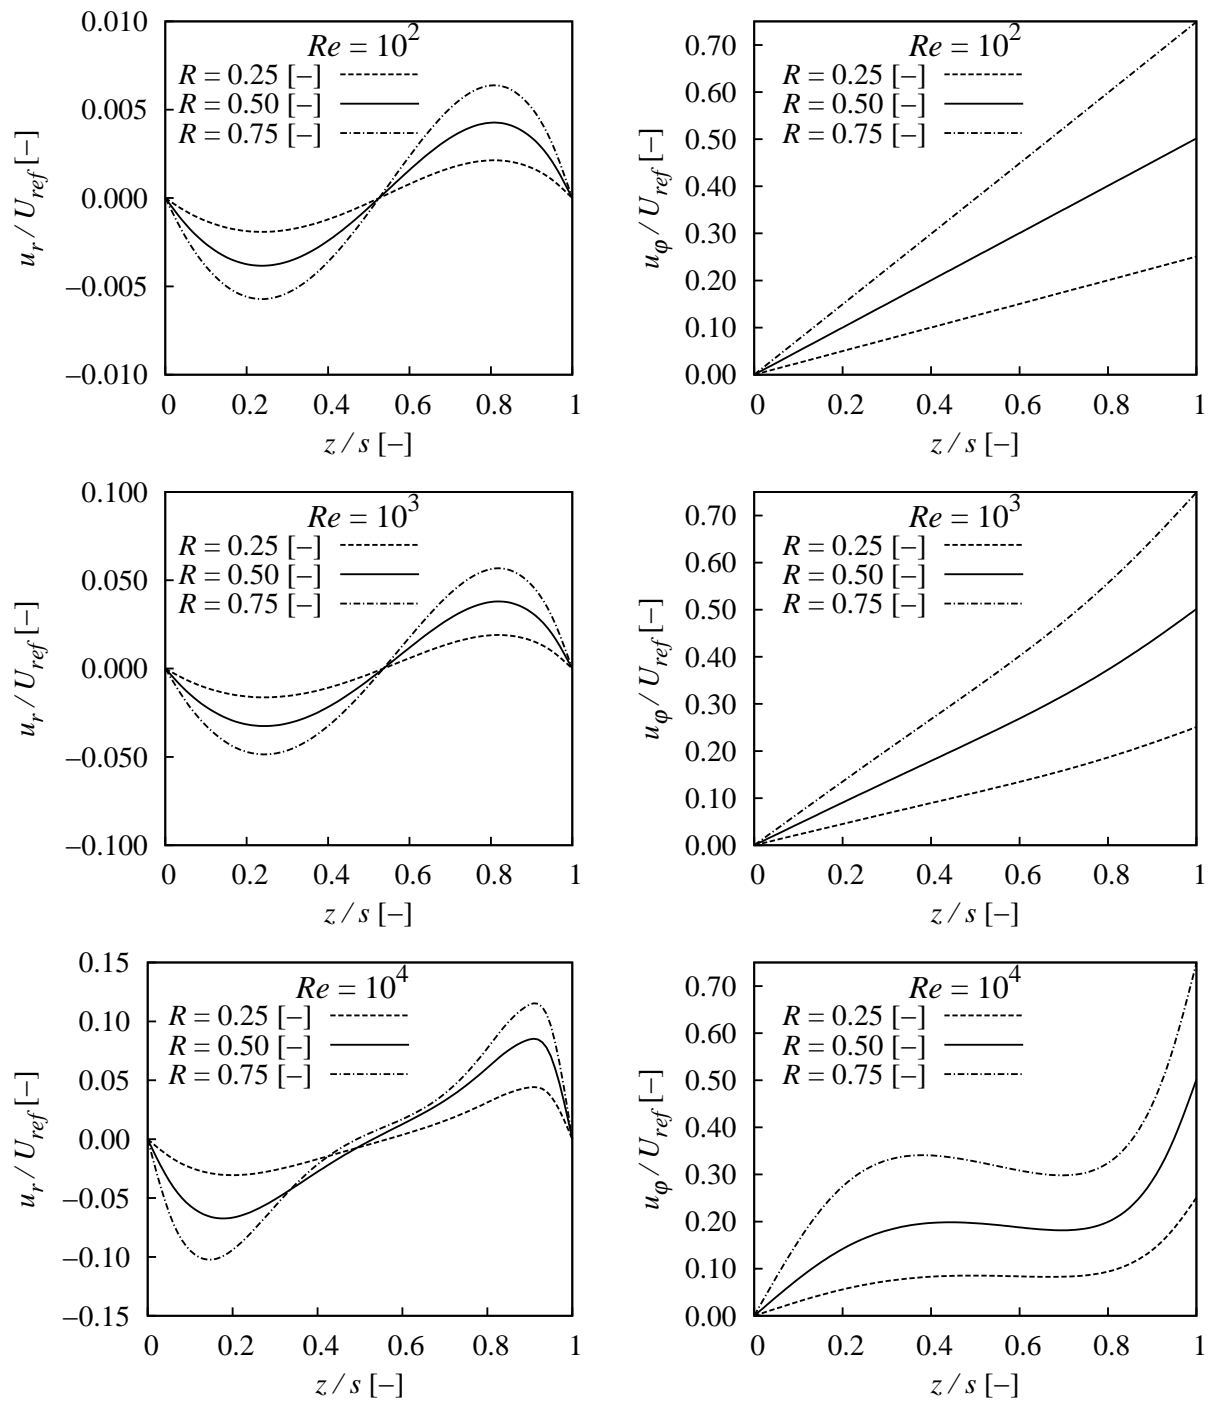 u_r / U_ref [–]
0.010
0.005
0.000
–0.005
–0.010
Re = 10^2
R = 0.25 [–]
R = 0.50 [–]
R = 0.75 [–]
0 0.2 0.4 0.6 0.8 1
z / s [–]
u_φ / U_ref [–]
0.70
0.60
0.50
0.40
0.30
0.20
0.10
0.00
Re = 10^2
R = 0.25 [–]
R = 0.50 [–]
R = 0.75 [–]
0 0.2 0.4 0.6 0.8 1
z / s [–]
u_r / U_ref [–]
0.100
0.050
0.000
–0.050
–0.100
Re = 10^3
R = 0.25 [–]
R = 0.50 [–]
R = 0.75 [–]
0 0.2 0.4 0.6 0.8 1
z / s [–]
u_φ / U_ref [–]
0.70
0.60
0.50
0.40
0.30
0.20
0.10
0.00
Re = 10^3
R = 0.25 [–]
R = 0.50 [–]
R = 0.75 [–]
0 0.2 0.4 0.6 0.8 1
z / s [–]
u_r / U_ref [–]
0.15
0.10
0.05
0.00
–0.05
–0.10
–0.15
Re = 10^4
R = 0.25 [–]
R = 0.50 [–]
R = 0.75 [–]
0 0.2 0.4 0.6 0.8 1
z / s [–]
u_φ / U_ref [–]
0.70
0.60
0.50
0.40
0.30
0.20
0.10
0.00
Re = 10^4
R = 0.25 [–]
R = 0.50 [–]
R = 0.75 [–]
0 0.2 0.4 0.6 0.8 1
z / s [–]